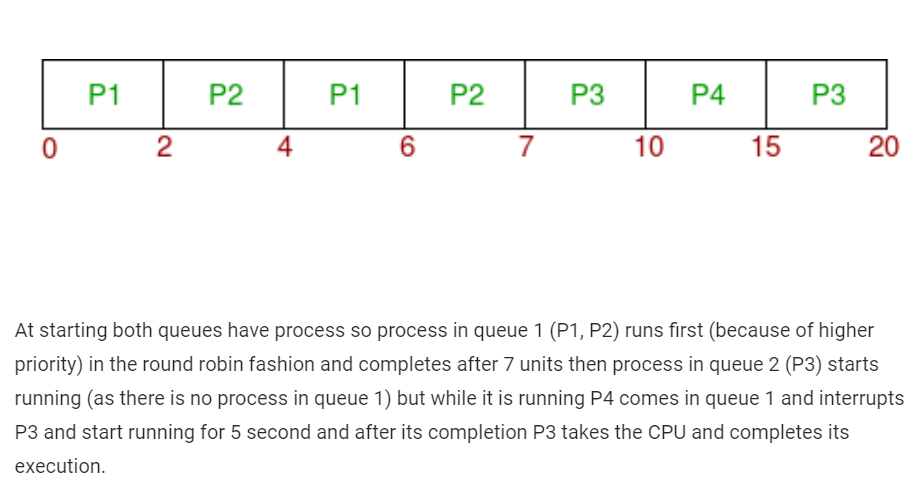 P1 P2 P1 P2 P3 P4 P3
0 2 4 6 7 10 15 20
At starting both queues have process so process in queue 1 (P1, P2) runs first (because of higher
priority) in the round robin fashion and completes after 7 units then process in queue 2 (P3) starts
running (as there is no process in queue 1) but while it is running P4 comes in queue 1 and interrupts
P3 and start running for 5 second and after its completion P3 takes the CPU and completes its
execution.